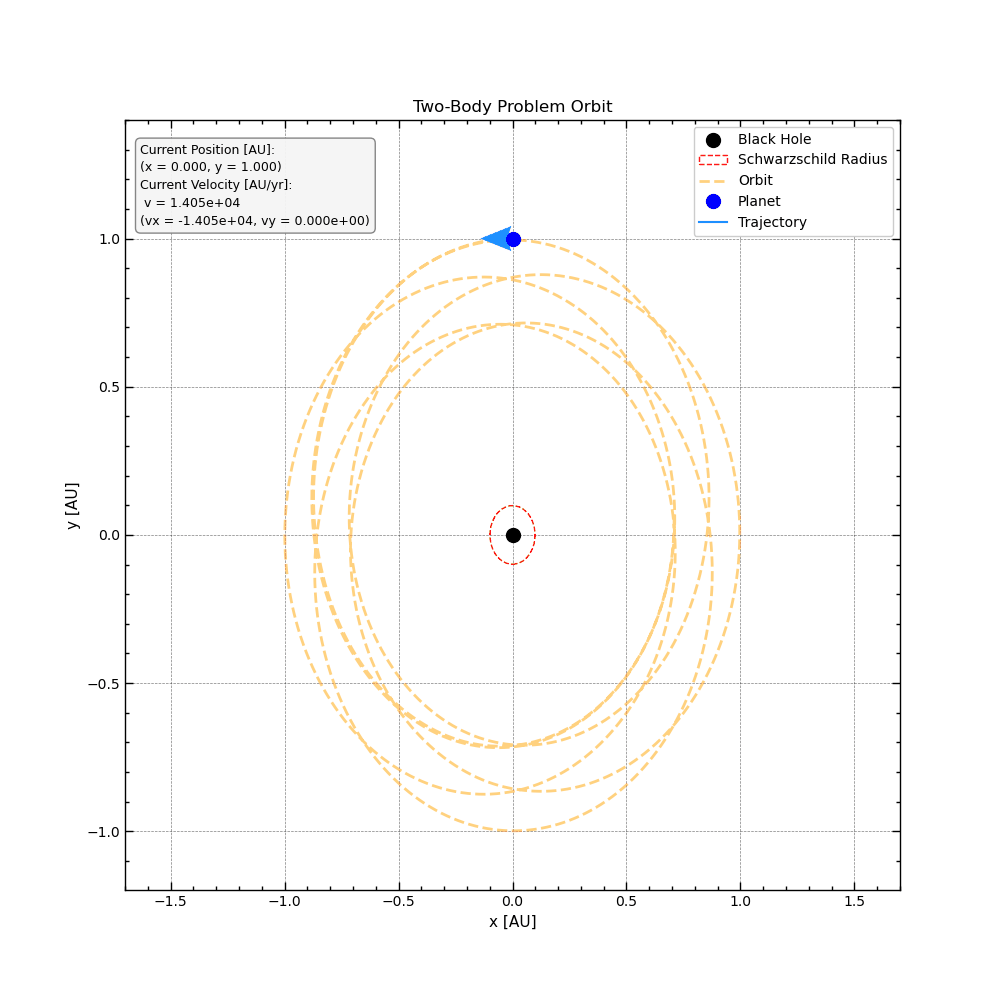 Two-Body Problem Orbit
Current Position [AU]:
(x = 0.000, y = 1.000)
Current Velocity [AU/yr]:
v = 1.405e+04
(vx = -1.405e+04, vy = 0.000e+00)
Black Hole
Schwarzschild Radius
Orbit
Planet
Trajectory
1.0
0.5
0.0
−0.5
−1.0
y [AU]
−1.5 −1.0 −0.5 0.0 0.5 1.0 1.5
x [AU]